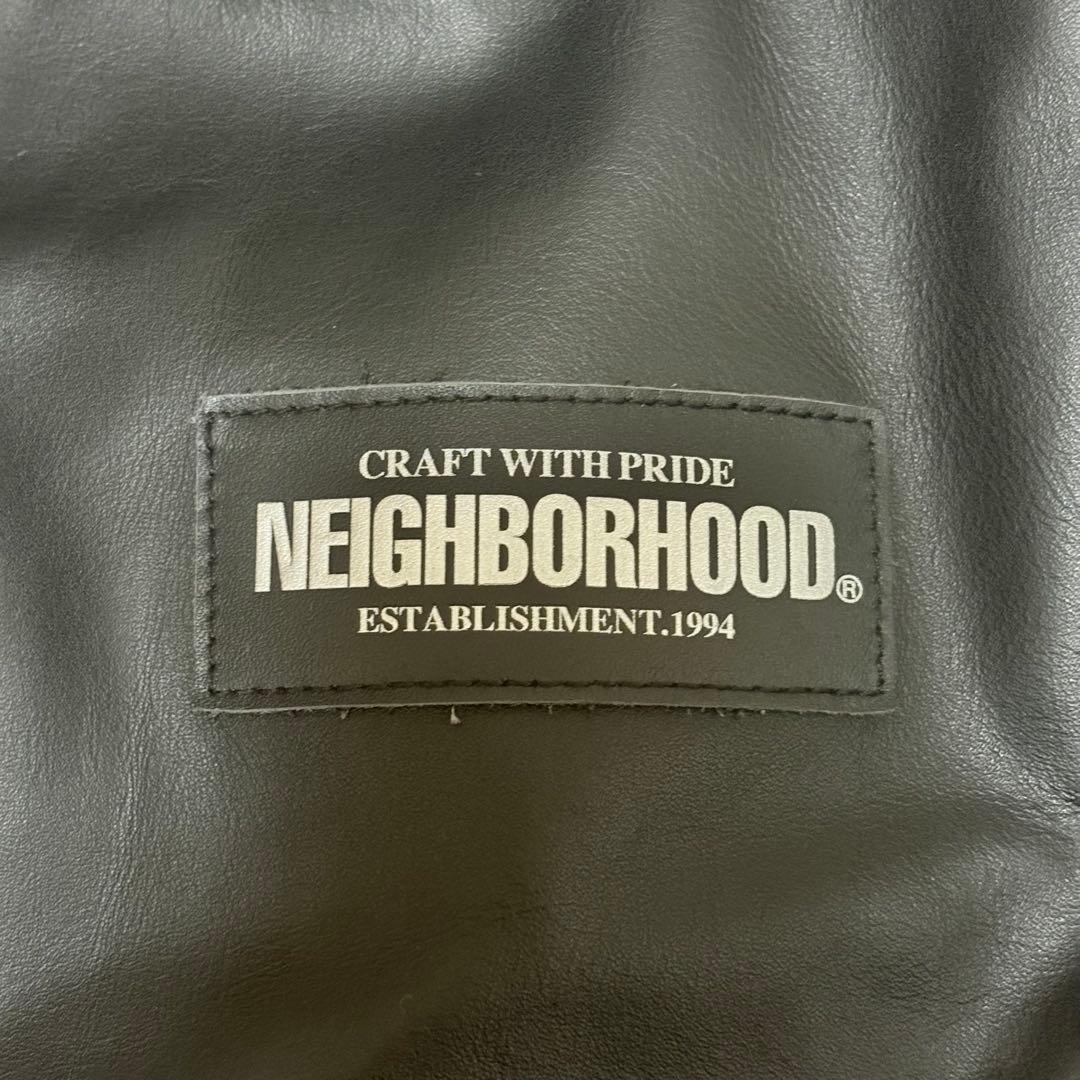 CRAFT WITH PRIDE
NEIGHBORHOOD®
ESTABLISHMENT.1994